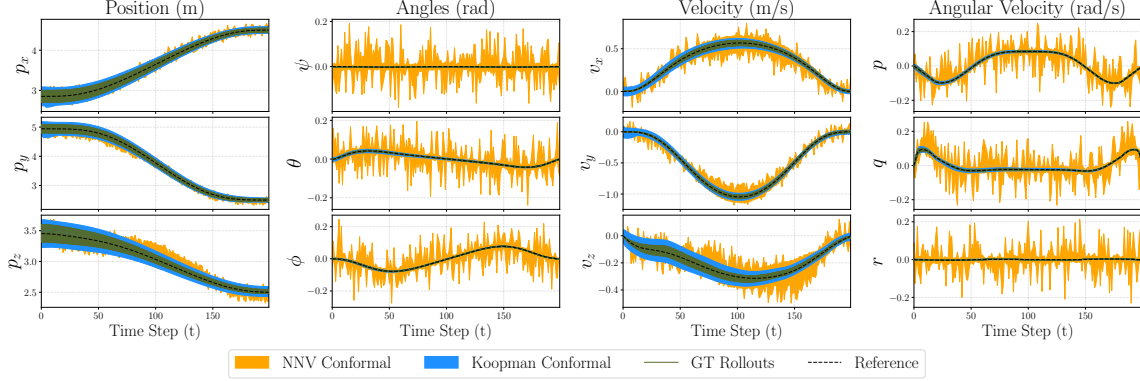 Position (m) Angles (rad) Velocity (m/s) Angular Velocity (rad/s)
p_x 4 3
ψ 0.2 0.0
v_x 0.5 0.0
p 0.2 0.0 −0.2
p_y 5 4 3
θ 0.2 0.0 −0.2
v_y 0.0 −0.5 −1.0
q 0.2 0.0
p_z 3.5 3.0 2.5
ϕ 0.2 0.0 −0.2
v_z 0.0 −0.2 −0.4
r 0.2 0.0 −0.2
0 50 100 150
0 50 100 150
0 50 100 150
0 50 100 150
Time Step (t) Time Step (t) Time Step (t) Time Step (t)
NNV Conformal Koopman Conformal GT Rollouts Reference